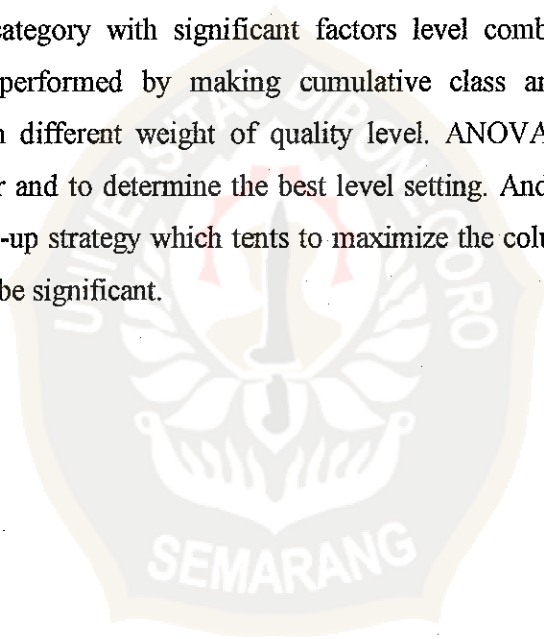 category with significant factors level comb
performed by making cumulative class an
n different weight of quality level. ANOVA
r and to determine the best level setting. And
-up strategy which tents to maximize the colu
be significant.
UNIVERSITAS DIPONEGORO
SEMARANG